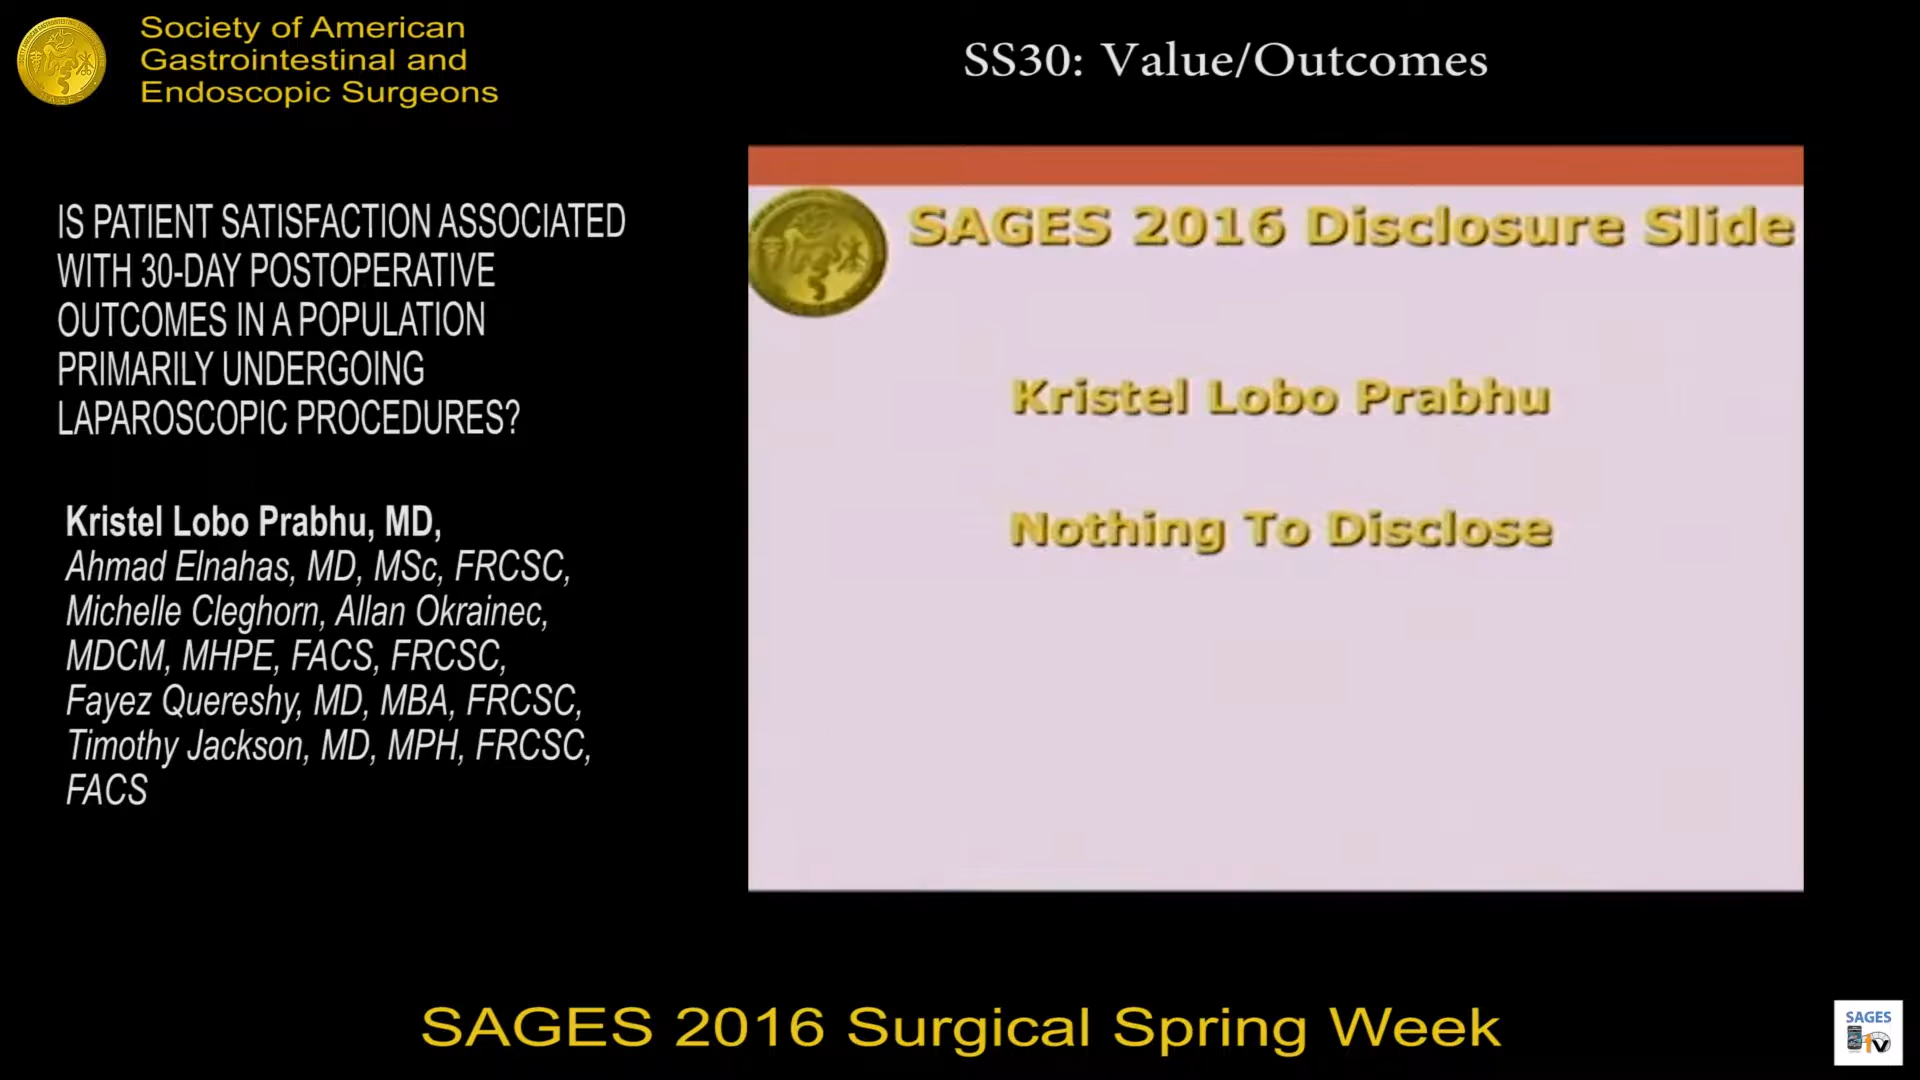 Society of American
Gastrointestinal and
Endoscopic Surgeons
SS30: Value/Outcomes
IS PATIENT SATISFACTION ASSOCIATED
WITH 30-DAY POSTOPERATIVE
OUTCOMES IN A POPULATION
PRIMARILY UNDERGOING
LAPAROSCOPIC PROCEDURES?
Kristel Lobo Prabhu, MD,
Ahmad Elnahas, MD, MSc, FRCSC,
Michelle Cleghorn, Allan Okrainec,
MDCM, MHPE, FACS, FRCSC,
Fayez Quereshy, MD, MBA, FRCSC,
Timothy Jackson, MD, MPH, FRCSC,
FACS
SAGES 2016 Disclosure Slide
Kristel Lobo Prabhu
Nothing To Disclose
SAGES 2016 Surgical Spring Week
SAGES
TV